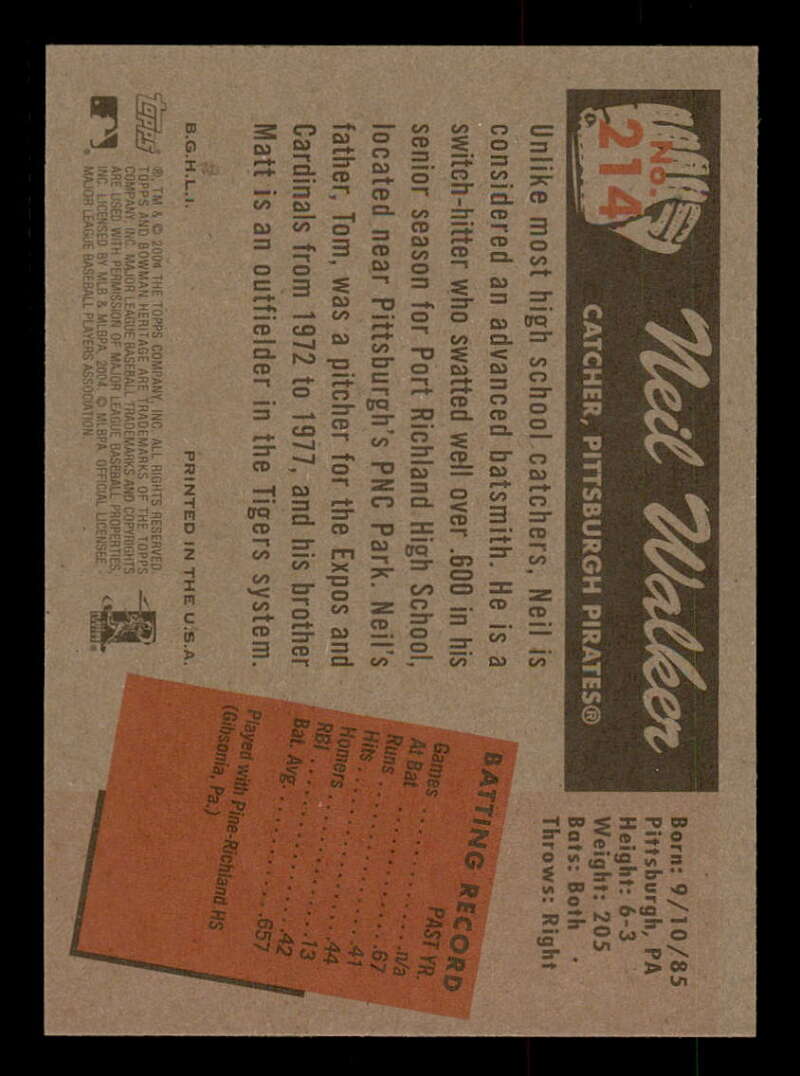 No.
214
Neil Walker
CATCHER, PITTSBURGH PIRATES®
Born: 9/10/85
Pittsburgh, PA
Height: 6-3
Weight: 205
Bats: Both
Throws: Right
Unlike most high school catchers, Neil is
considered an advanced batsmith. He is a
switch-hitter who swatted well over .600 in his
senior season for Port Richland High School,
located near Pittsburgh's PNC Park. Neil's
father, Tom, was a pitcher for the Expos and
Cardinals from 1972 to 1977, and his brother
Matt is an outfielder in the Tigers system.
BATTING RECORD
PAST YR.
Games ........ n/a
At Bat ........ 67
Runs ........ 41
Hits ........ 44
Homers ........ 13
RBI ........ 42
Bat. Avg. ........ .657
Played with Pine-Richland HS
(Gibsonia, Pa.)
B.G.H.L.I.
PRINTED IN THE U.S.A.
TOPPS
®, TM & © 2004 THE TOPPS COMPANY, INC. ALL RIGHTS RESERVED.
TOPPS AND BOWMAN HERITAGE ARE TRADEMARKS OF THE TOPPS
COMPANY, INC. MAJOR LEAGUE BASEBALL TRADEMARKS AND COPYRIGHTS
ARE USED WITH PERMISSION OF MAJOR LEAGUE BASEBALL PROPERTIES,
INC. LICENSED BY MLB & MLBPA, 2004. © MLBPA OFFICIAL LICENSEE -
MAJOR LEAGUE BASEBALL PLAYERS ASSOCIATION